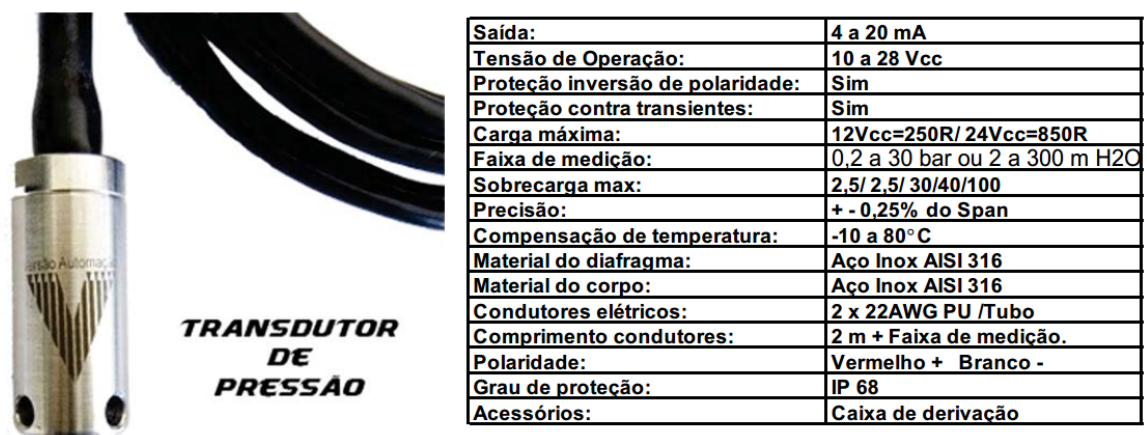 ersão Automaç
TRANSDUTOR
DE
PRESSÃO
Saída: 4 a 20 mA
Tensão de Operação: 10 a 28 Vcc
Proteção inversão de polaridade: Sim
Proteção contra transientes: Sim
Carga máxima: 12Vcc=250R/ 24Vcc=850R
Faixa de medição: 0,2 a 30 bar ou 2 a 300 m H2O
Sobrecarga max: 2,5/ 2,5/ 30/40/100
Precisão: + - 0,25% do Span
Compensação de temperatura: -10 a 80°C
Material do diafragma: Aço Inox AISI 316
Material do corpo: Aço Inox AISI 316
Condutores elétricos: 2 x 22AWG PU /Tubo
Comprimento condutores: 2 m + Faixa de medição.
Polaridade: Vermelho + Branco -
Grau de proteção: IP 68
Acessórios: Caixa de derivação